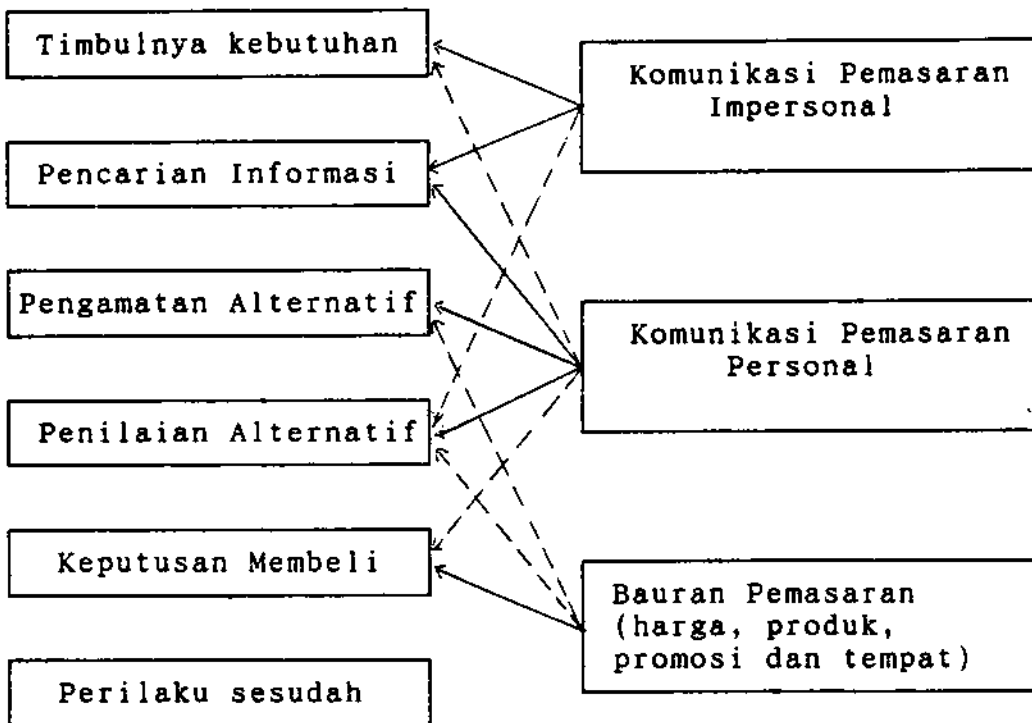 Timbulnya kebutuhan
Pencarian Informasi
Pengamatan Alternatif
Penilaian Alternatif
Keputusan Membeli
Perilaku sesudah
Komunikasi Pemasaran
Impersonal
Komunikasi Pemasaran
Personal
Bauran Pemasaran
(harga, produk,
promosi dan tempat)